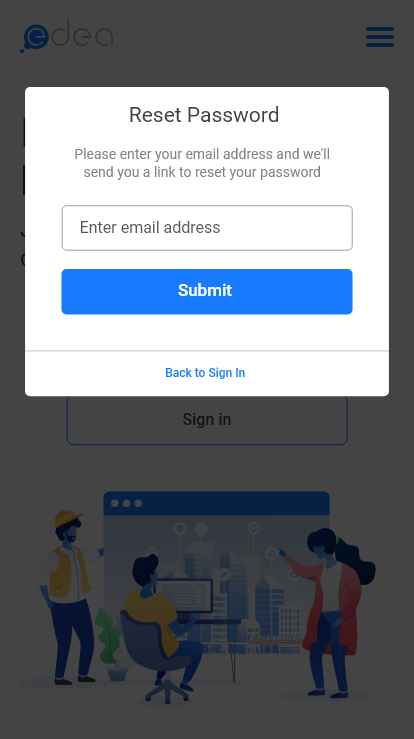 edea
Reset Password
Please enter your email address and we'll
send you a link to reset your password
Enter email address
Submit
Back to Sign In
Sign in